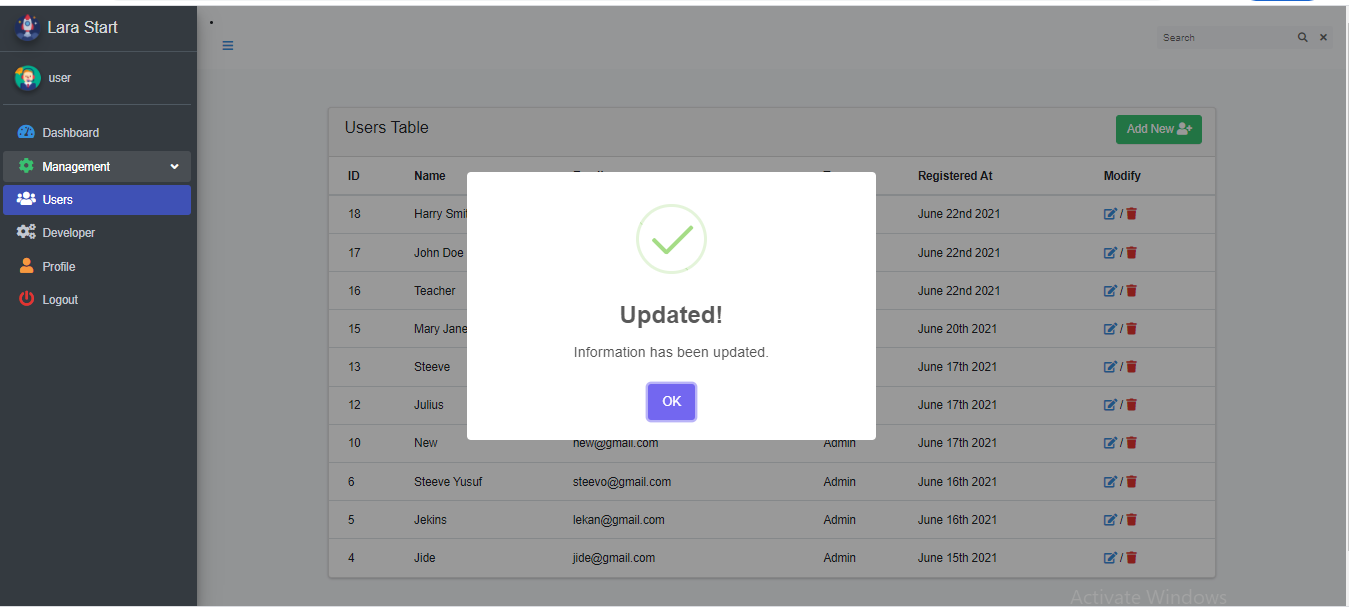 Lara Start
Search
user
Users Table
Add New
Dashboard
Management
Users
Developer
Profile
Logout
ID Name Registered At Modify
18 Harry Smi June 22nd 2021 /
17 John Doe June 22nd 2021 /
16 Teacher June 22nd 2021 /
15 Mary Jane June 20th 2021 /
13 Steeve June 17th 2021 /
12 Julius June 17th 2021 /
10 New new@gmail.com Admin June 17th 2021 /
6 Steeve Yusuf steevo@gmail.com Admin June 16th 2021 /
5 Jekins lekan@gmail.com Admin June 16th 2021 /
4 Jide jide@gmail.com Admin June 15th 2021 /
Updated!
Information has been updated.
OK
Activate Windows